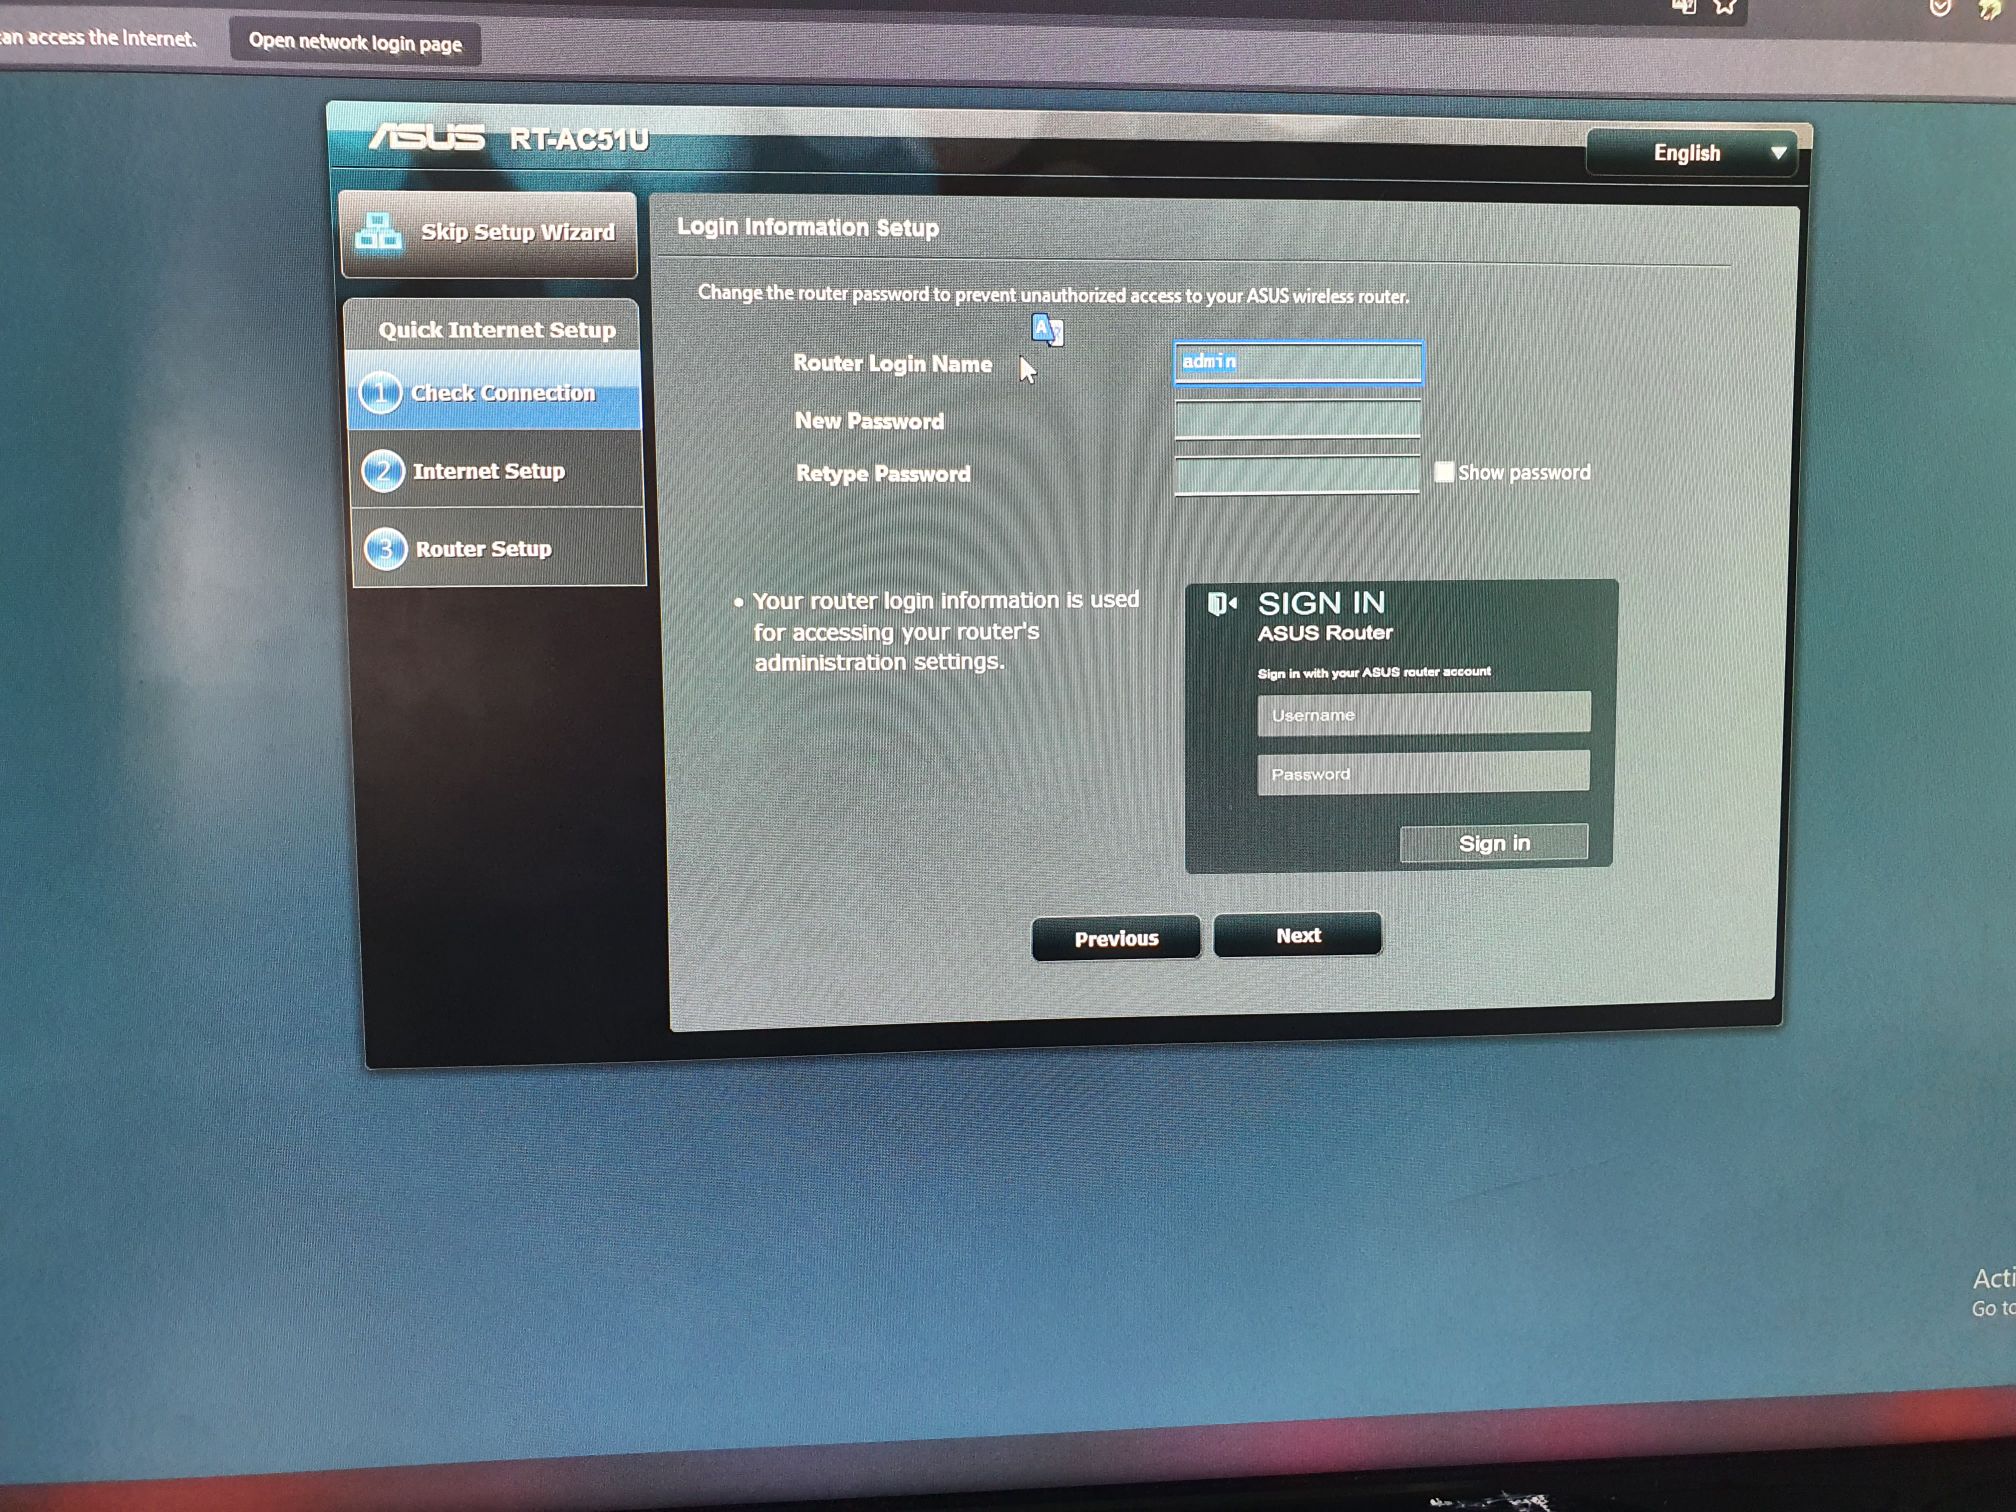 an access the Internet.
Open network login page
ASUS RT-AC51U
English
Skip Setup Wizard
Quick Internet Setup
1 Check Connection
2 Internet Setup
3 Router Setup
Login Information Setup
Change the router password to prevent unauthorized access to your ASUS wireless router.
Router Login Name
admin
New Password
Retype Password
Show password
• Your router login information is used
for accessing your router's
administration settings.
SIGN IN
ASUS Router
Sign in with your ASUS router account
Username
Password
Sign in
Previous
Next
Acti
Go to